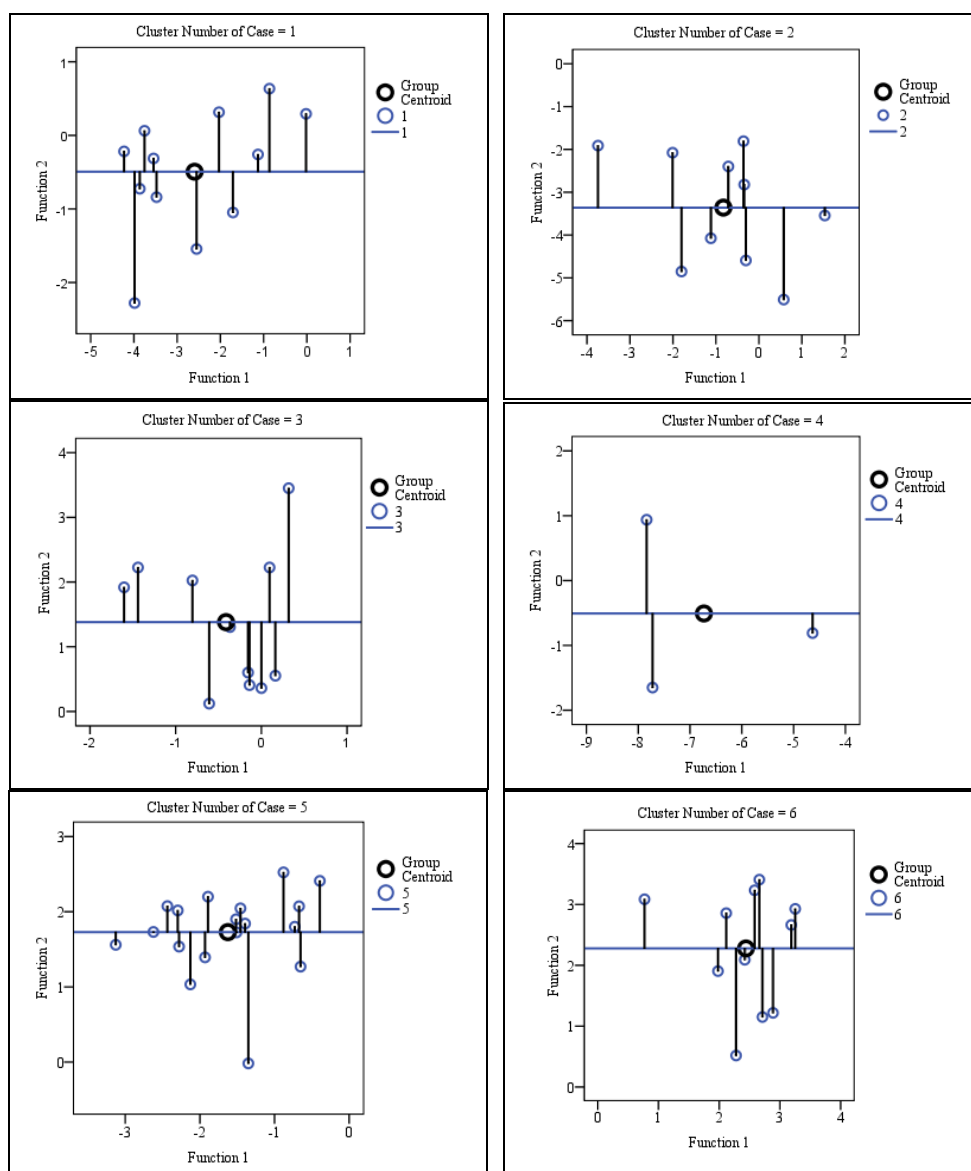 Cluster Number of Case = 1
Function 2
1
0
-1
-2
-5 -4 -3 -2 -1 0 1
Function 1
Group
Centroid
1
1
Cluster Number of Case = 2
Function 2
0
-1
-2
-3
-4
-5
-6
-4 -3 -2 -1 0 1 2
Function 1
Group
Centroid
2
2
Cluster Number of Case = 3
Function 2
4
3
2
1
0
-2 -1 0 1
Function 1
Group
Centroid
3
3
Cluster Number of Case = 4
Function 2
2
1
0
-1
-2
-9 -8 -7 -6 -5 -4
Function 1
Group
Centroid
4
4
Cluster Number of Case = 5
Function 2
3
2
1
0
-3 -2 -1 0
Function 1
Group
Centroid
5
5
Cluster Number of Case = 6
Function 2
4
3
2
1
0
0 1 2 3 4
Function 1
Group
Centroid
6
6